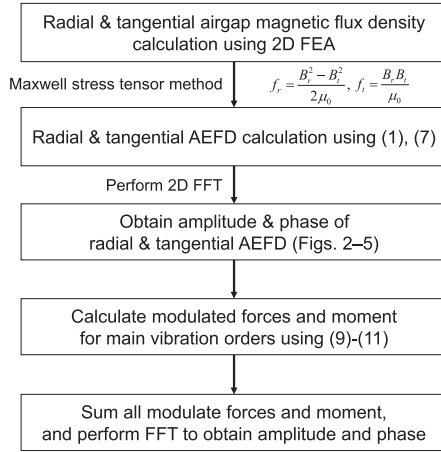 Radial & tangential airgap magnetic flux density
calculation using 2D FEA
Maxwell stress tensor method
f_r = (B_r^2 − B_t^2) / 2μ_0, f_t = B_r B_t / μ_0
Radial & tangential AEFD calculation using (1), (7)
Perform 2D FFT
Obtain amplitude & phase of
radial & tangential AEFD (Figs. 2–5)
Calculate modulated forces and moment
for main vibration orders using (9)-(11)
Sum all modulate forces and moment,
and perform FFT to obtain amplitude and phase